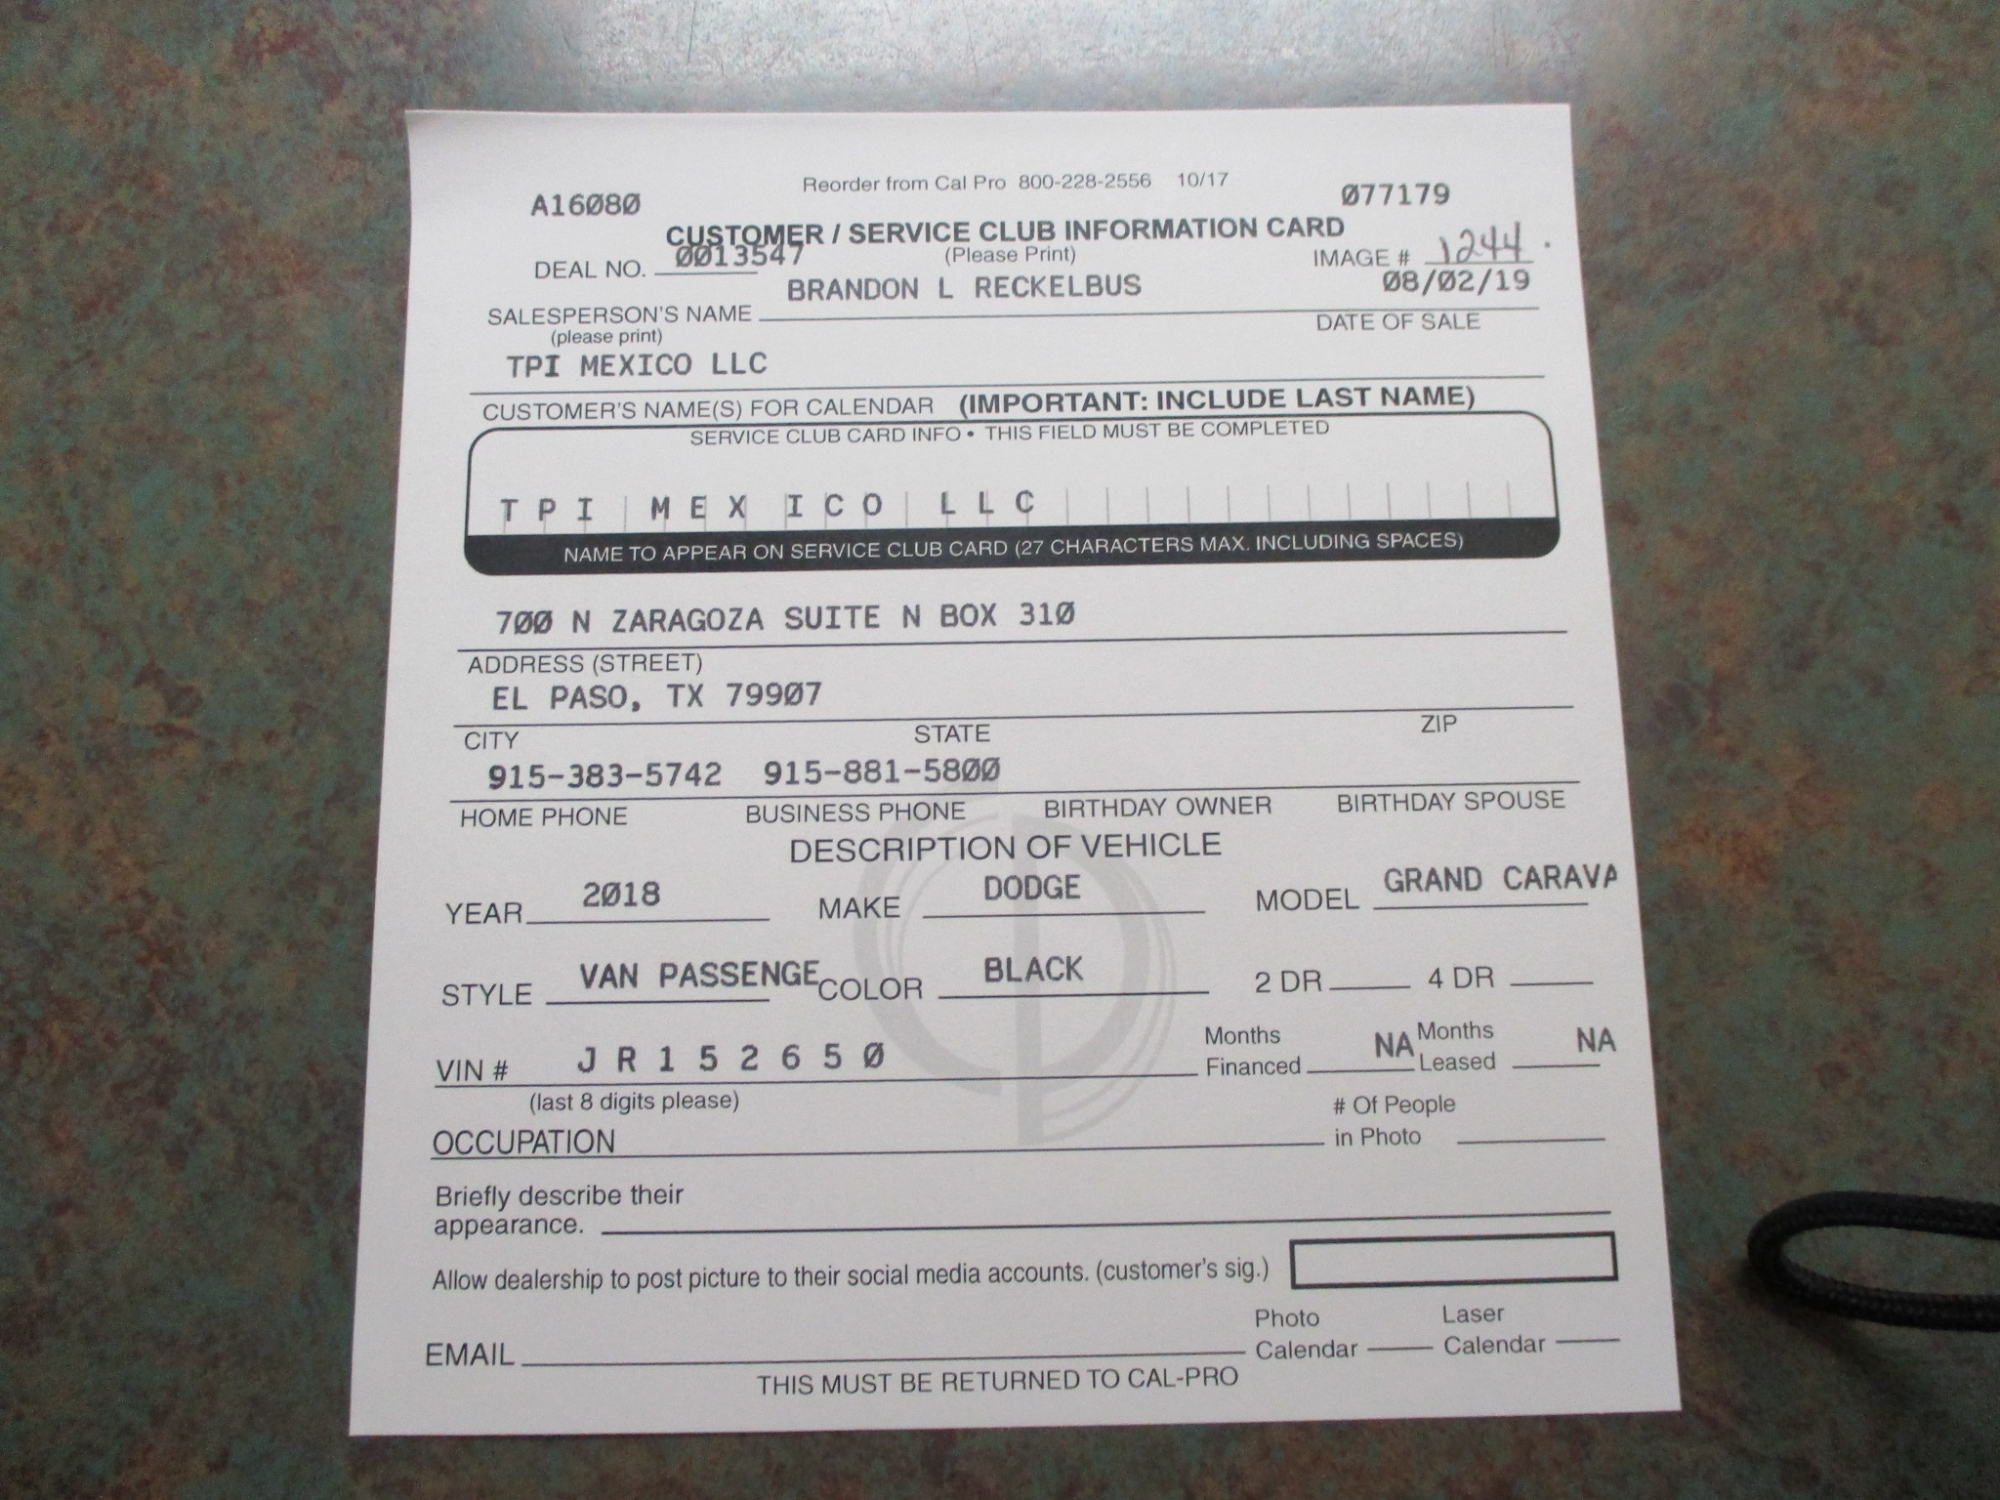 Reorder from Cal Pro 800-228-2556 10/17
A16080 077179
CUSTOMER / SERVICE CLUB INFORMATION CARD
DEAL NO. 0013547 (Please Print) IMAGE # 1244
BRANDON L RECKELBUS 08/02/19
SALESPERSON'S NAME DATE OF SALE
(please print)
TPI MEXICO LLC
CUSTOMER'S NAME(S) FOR CALENDAR (IMPORTANT: INCLUDE LAST NAME)
SERVICE CLUB CARD INFO • THIS FIELD MUST BE COMPLETED
TPI MEXICO LLC
NAME TO APPEAR ON SERVICE CLUB CARD (27 CHARACTERS MAX. INCLUDING SPACES)
700 N ZARAGOZA SUITE N BOX 310
ADDRESS (STREET)
EL PASO, TX 79907
CITY STATE ZIP
915-383-5742 915-881-5800
HOME PHONE BUSINESS PHONE BIRTHDAY OWNER BIRTHDAY SPOUSE
DESCRIPTION OF VEHICLE
YEAR 2018 MAKE DODGE MODEL GRAND CARAVA
STYLE VAN PASSENGE COLOR BLACK 2 DR 4 DR
VIN # JR152650 Months Financed NA Months Leased NA
(last 8 digits please)
OCCUPATION # Of People in Photo
Briefly describe their
appearance.
Allow dealership to post picture to their social media accounts. (customer's sig.)
EMAIL Photo Calendar Laser Calendar
THIS MUST BE RETURNED TO CAL-PRO